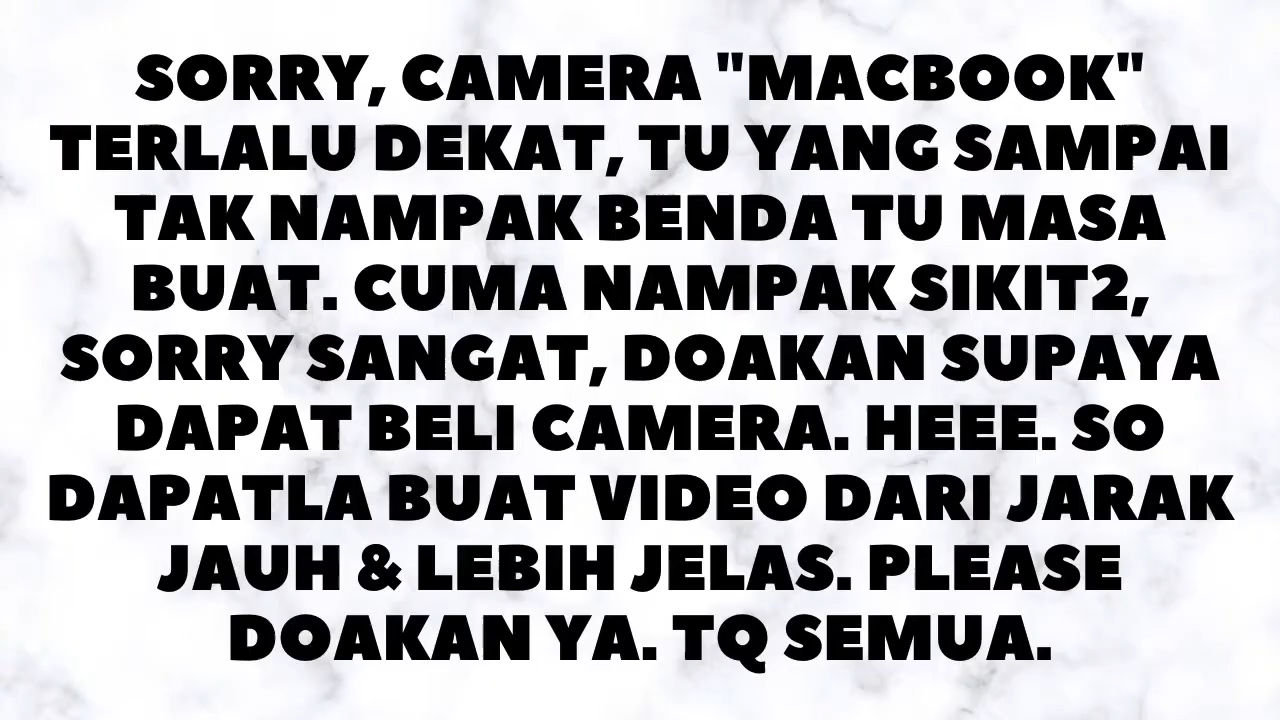 SORRY, CAMERA "MACBOOK"
TERLALU DEKAT, TU YANG SAMPAI
TAK NAMPAK BENDA TU MASA
BUAT. CUMA NAMPAK SIKIT2,
SORRY SANGAT, DOAKAN SUPAYA
DAPAT BELI CAMERA. HEEE. SO
DAPATLA BUAT VIDEO DARI JARAK
JAUH & LEBIH JELAS. PLEASE
DOAKAN YA. TQ SEMUA.